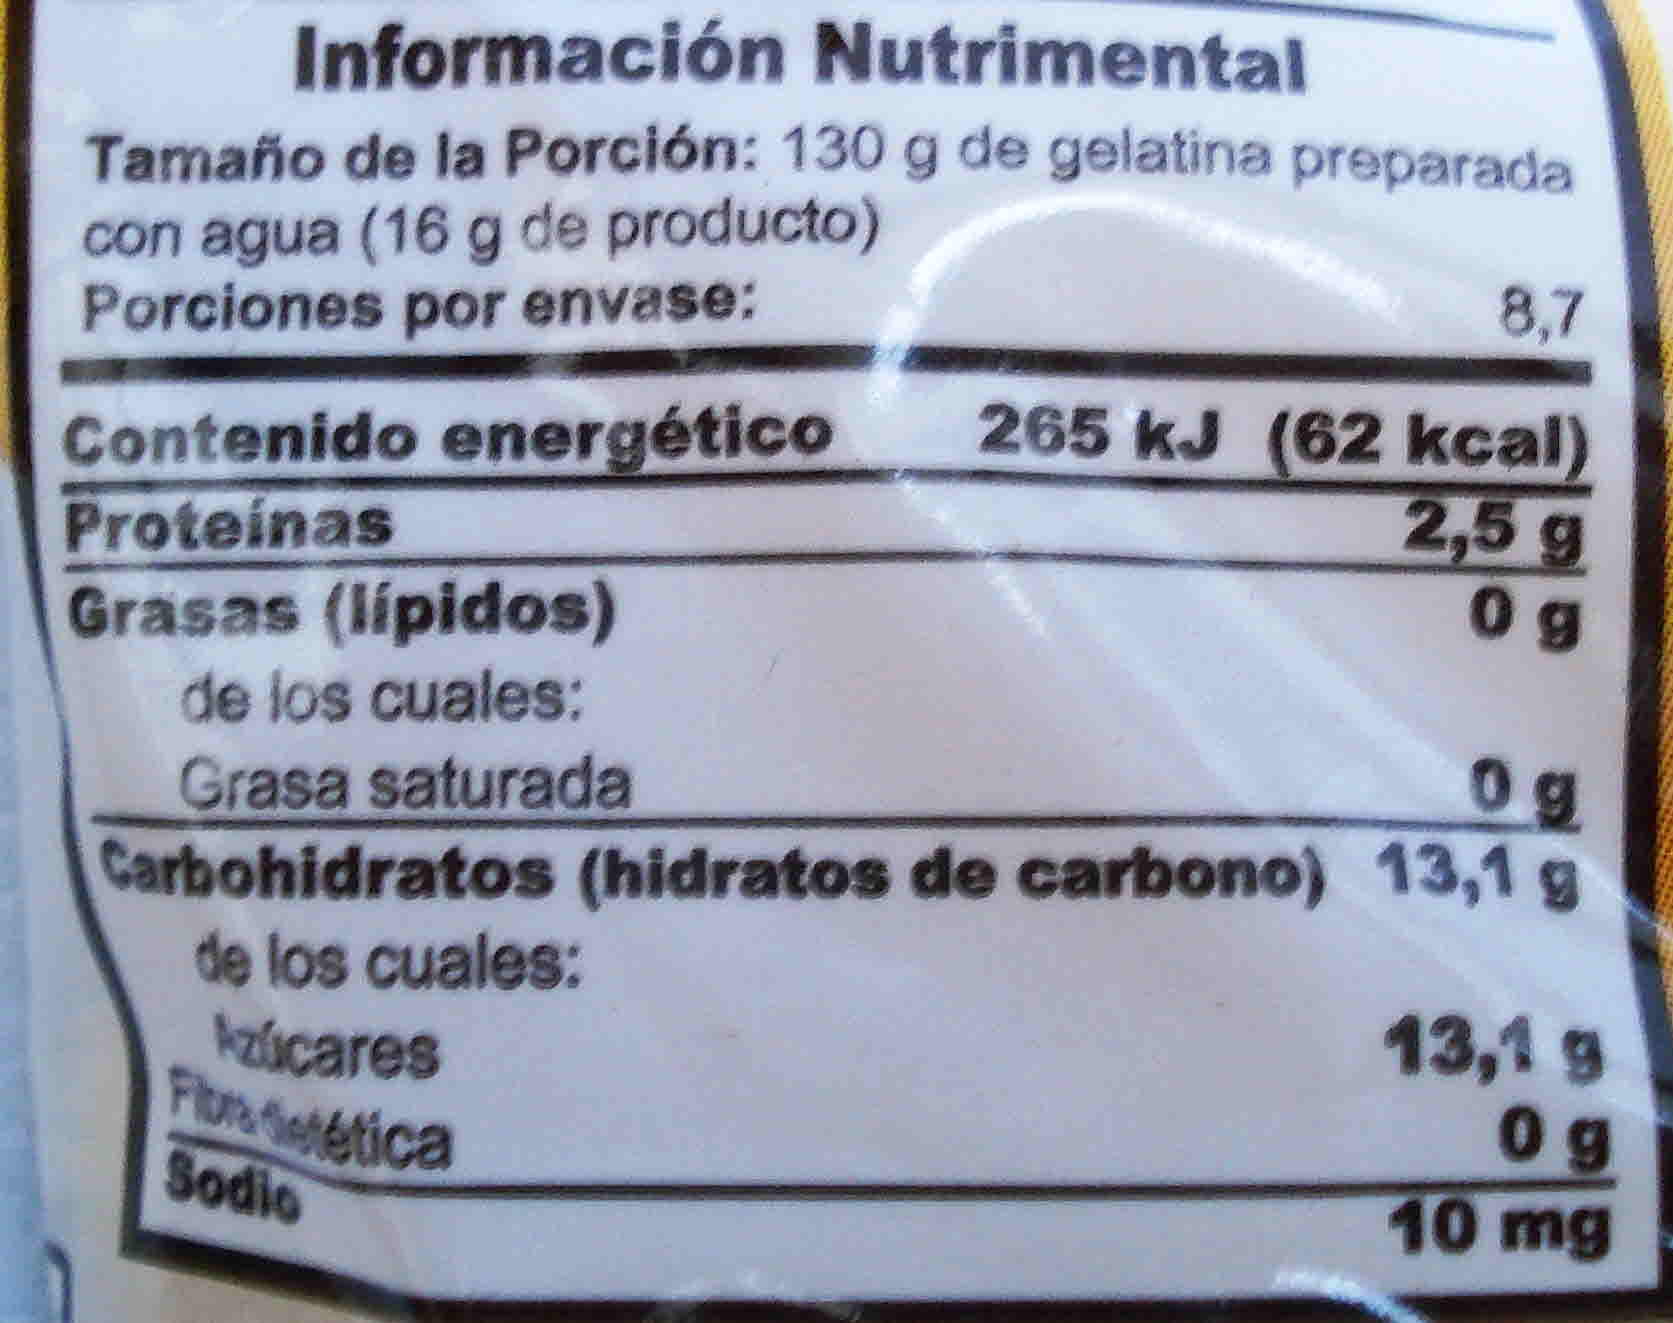 Información Nutrimental
Tamaño de la Porción: 130 g de gelatina preparada
con agua (16 g de producto)
Porciones por envase: 8,7
Contenido energético 265 kJ (62 kcal)
Proteínas 2,5 g
Grasas (lípidos) 0 g
de los cuales:
Grasa saturada 0 g
Carbohidratos (hidratos de carbono) 13,1 g
de los cuales:
Azúcares 13,1 g
Fibra dietética 0 g
Sodio 10 mg